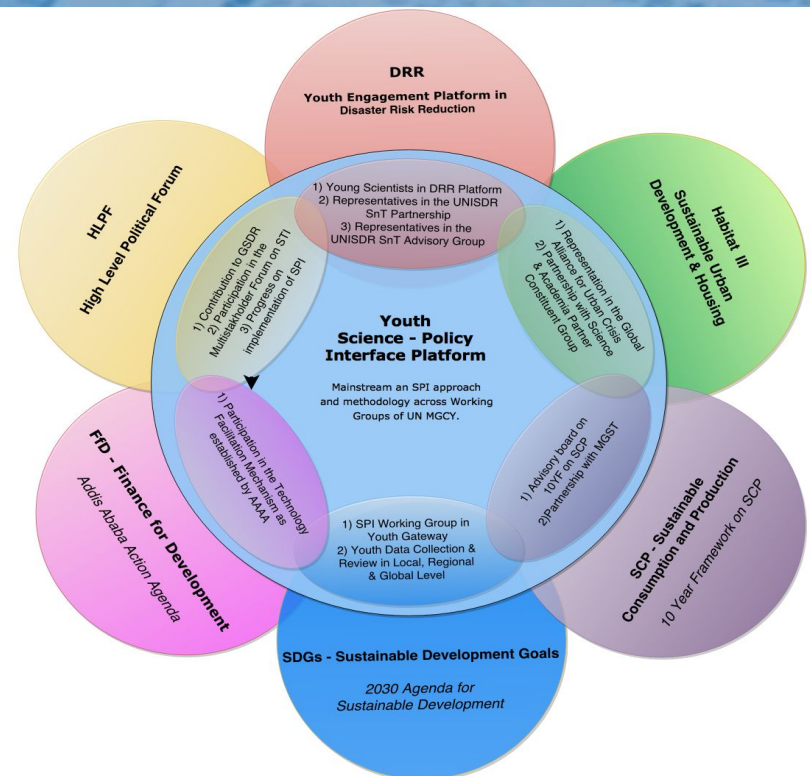 DRR
Youth Engagement Platform in
Disaster Risk Reduction
1) Young Scientists in DRR Platform
2) Representatives in the UNISDR
SnT Partnership
3) Representatives in the
UNISDR SnT Advisory Group
HLPF
High Level Political Forum
1) Contribution to GSDR
2) Participation in the
Multistakholder Forum on STI
3) Progress on
implementation of SPI
Habitat III
Sustainable Urban
Development & Housing
1) Representation in the Global
Alliance for Urban Crisis
2) Partnership with Science
& Academia Partner
Constituent Group
Youth
Science - Policy
Interface Platform
Mainstream an SPI approach
and methodology across Working
Groups of UN MGCY.
FfD - Finance for Development
Addis Ababa Action Agenda
1) Participation in the Technology
Facilitation Mechanism as
established by AAAA
1) Advisory board on
10YF on SCP
2)Partnership with MGST
SCP - Sustainable
Consumption and Production
10 Year Framework on SCP
1) SPI Working Group in
Youth Gateway
2) Youth Data Collection &
Review in Local, Regional
& Global Level
SDGs - Sustainable Development Goals
2030 Agenda for
Sustainable Development